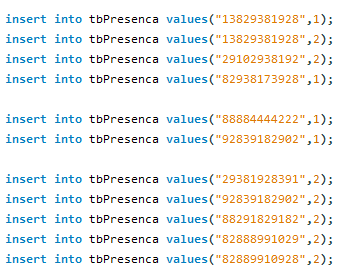 insert into tbPresenca values("13829381928",1);
insert into tbPresenca values("13829381928",2);
insert into tbPresenca values("29102938192",2);
insert into tbPresenca values("82938173928",1);
insert into tbPresenca values("88884444222",1);
insert into tbPresenca values("92839182902",1);
insert into tbPresenca values("29381928391",2);
insert into tbPresenca values("92839182902",2);
insert into tbPresenca values("88291829182",2);
insert into tbPresenca values("82888991029",2);
insert into tbPresenca values("82889910928",2);